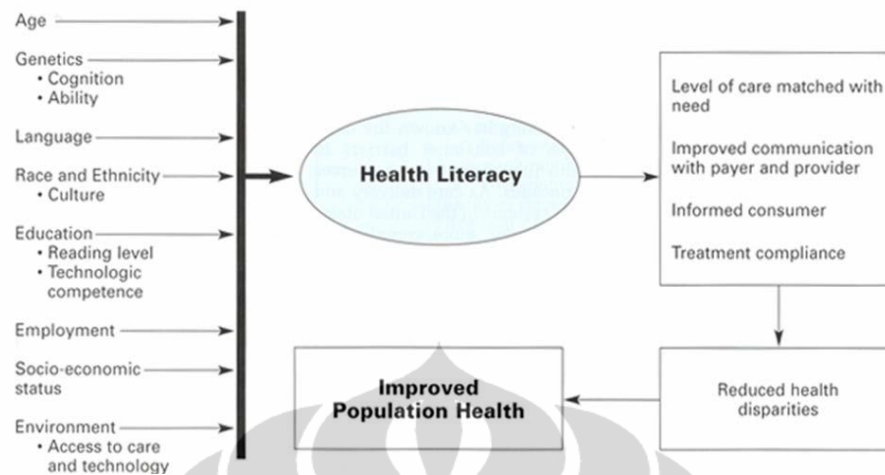 Age
Genetics
• Cognition
• Ability
Language
Race and Ethnicity
• Culture
Education
• Reading level
• Technologic
competence
Employment
Socio-economic
status
Environment
• Access to care
and technology
Health Literacy
Level of care matched with
need
Improved communication
with payer and provider
Informed consumer
Treatment compliance
Reduced health
disparities
Improved
Population Health